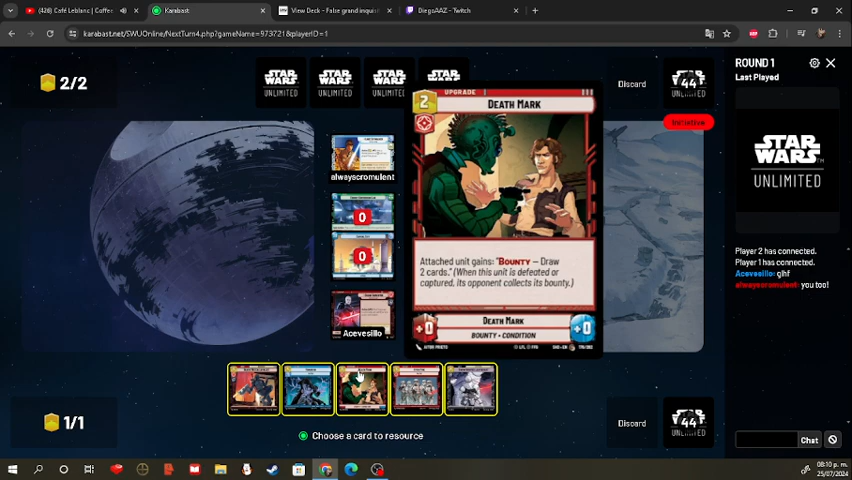 (426) Café Leblanc | Coffee
Karabast
View Deck - False grand inquisi
DiegoAAZ - Twitch
karabast.net/SWUOnline/NextTurn4.php?gameName=973721&playerID=1
2/2
STAR WARS UNLIMITED
STAR WARS UNLIMITED
STAR WARS UNLIMITED
STAR WARS
Discard
44
Initiative
ROUND 1
Last Played
STAR WARS
UNLIMITED
2
UPGRADE
DEATH MARK
Attached unit gains: "BOUNTY — Draw
2 cards." (When this unit is defeated or
captured, its opponent collects its bounty.)
+0
DEATH MARK
+0
BOUNTY • CONDITION
alwayscromulent
0
0
Acevesillo
Player 2 has connected.
Player 1 has connected.
Acevesillo: glhf
alwayscromulent: you too!
1/1
Choose a card to resource
Discard
44
UNLIMITED
Chat
08:10 p. m.
25/07/2024